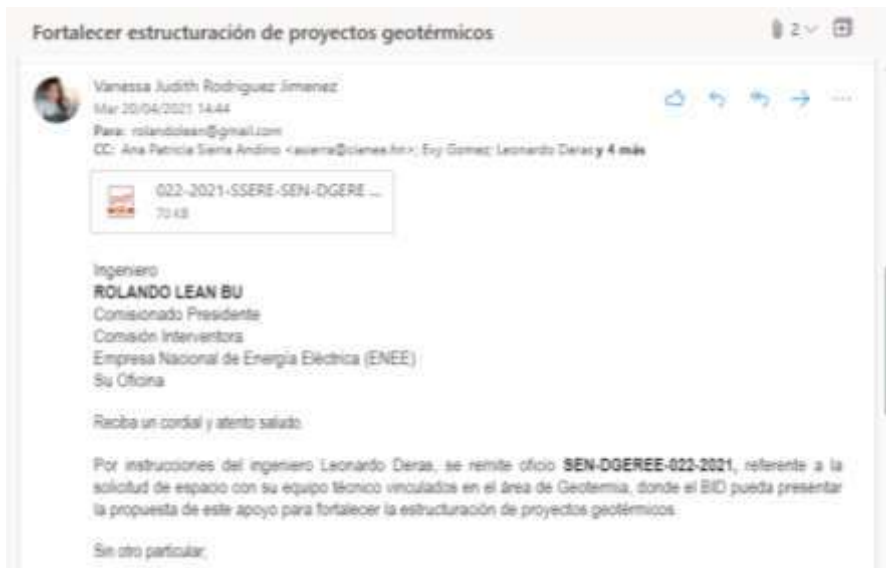 Fortalecer estructuración de proyectos geotérmicos
2
Vanessa Judith Rodriguez Jimenez
Mar 20/04/2021 14:44
Para: rolandolean@gmail.com
CC: Ana Patricia Sierra Andino <asierra@cienee.hn>; Evy Gomez; Leonardo Deras y 4 más
022-2021-SSERE-SEN-DGERE ...
70 KB
Ingeniero
ROLANDO LEAN BU
Comisionado Presidente
Comisión Interventora
Empresa Nacional de Energía Eléctrica (ENEE)
Su Oficina
Reciba un cordial y atento saludo.
Por instrucciones del ingeniero Leonardo Deras, se remite oficio SEN-DGEREE-022-2021, referente a la
solicitud de espacio con su equipo técnico vinculados en el área de Geotermia, donde el BID pueda presentar
la propuesta de este apoyo para fortalecer la estructuración de proyectos geotérmicos.
Sin otro particular,